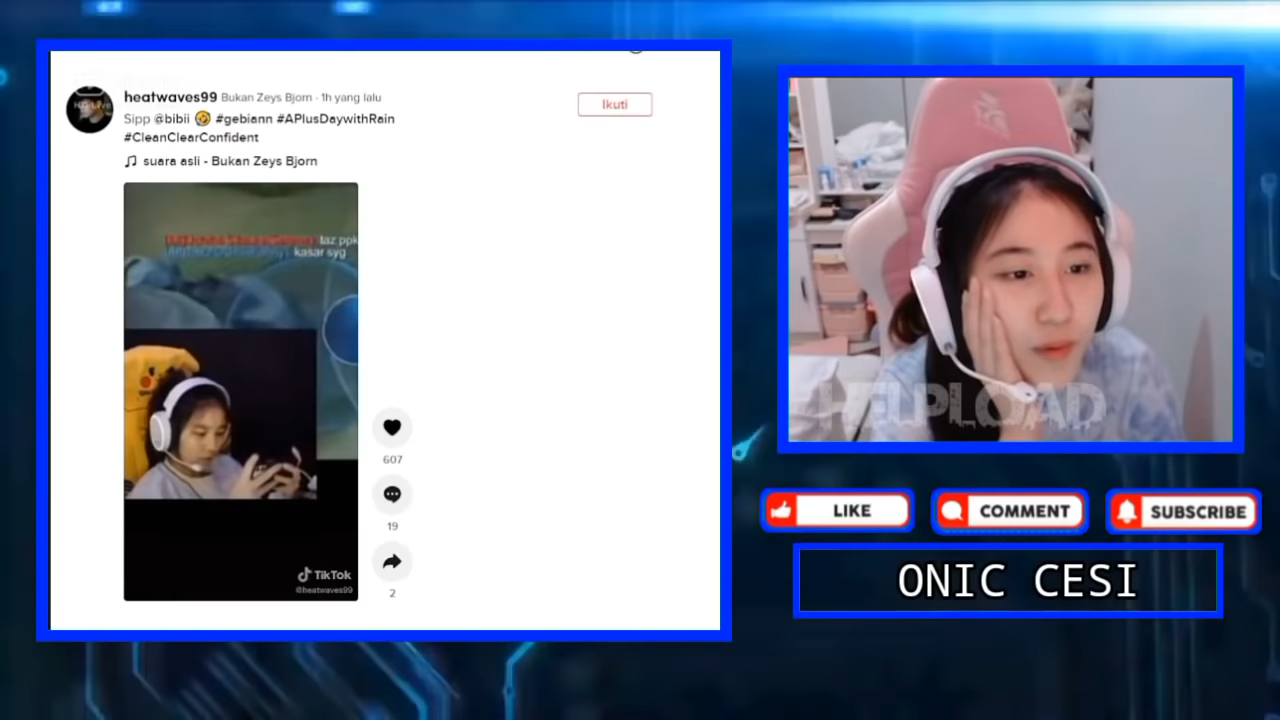 heatwaves99 Bukan Zeys Bjorn · 1h yang lalu
Sipp @bibii 🤣 #gebiann #APlusDaywithRain
#CleanClearConfident
suara asli - Bukan Zeys Bjorn
Ikuti
taz ppk
kasar syg
607
19
2
TikTok
@heatwaves99
HELPLOAD
LIKE
COMMENT
SUBSCRIBE
ONIC CESI